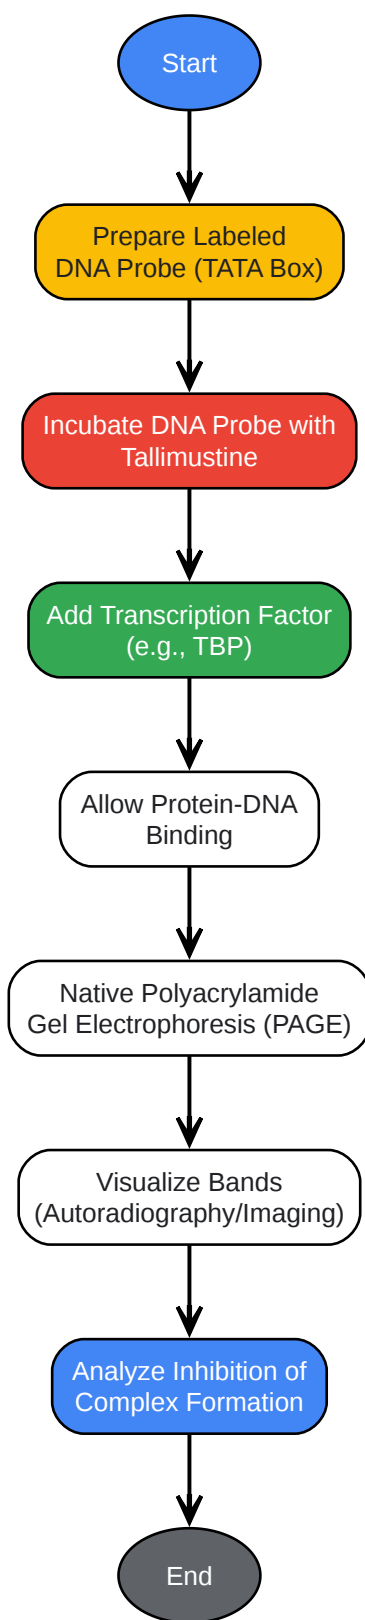 Start
Prepare Labeled
DNA Probe (TATA Box)
Incubate DNA Probe with
Tallimustine
Add Transcription Factor
(e.g., TBP)
Allow Protein-DNA
Binding
Native Polyacrylamide
Gel Electrophoresis (PAGE)
Visualize Bands
(Autoradiography/Imaging)
Analyze Inhibition of
Complex Formation
End